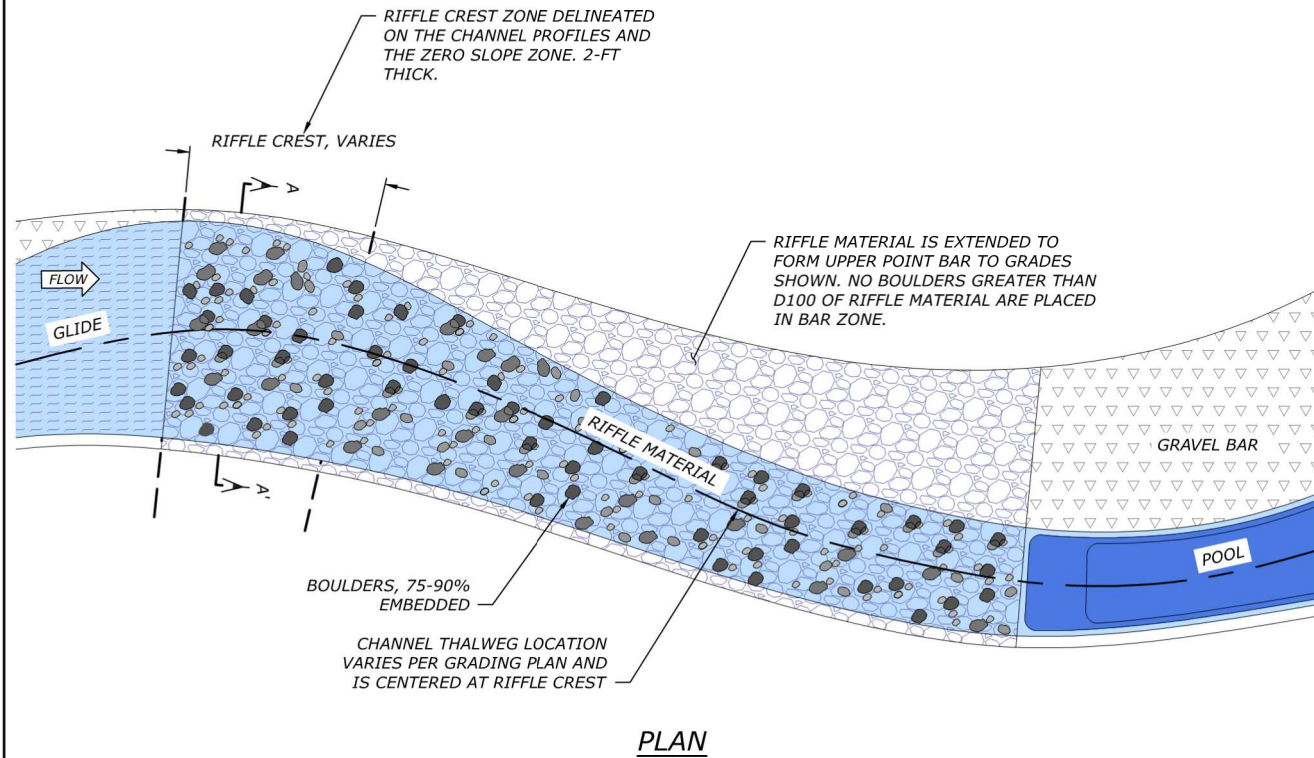 RIFFLE CREST ZONE DELINEATED
ON THE CHANNEL PROFILES AND
THE ZERO SLOPE ZONE. 2-FT
THICK.
RIFFLE CREST, VARIES
A
RIFFLE MATERIAL IS EXTENDED TO
FORM UPPER POINT BAR TO GRADES
SHOWN. NO BOULDERS GREATER THAN
D100 OF RIFFLE MATERIAL ARE PLACED
IN BAR ZONE.
FLOW
GLIDE
RIFFLE MATERIAL
GRAVEL BAR
A'
POOL
BOULDERS, 75-90%
EMBEDDED
CHANNEL THALWEG LOCATION
VARIES PER GRADING PLAN AND
IS CENTERED AT RIFFLE CREST
PLAN